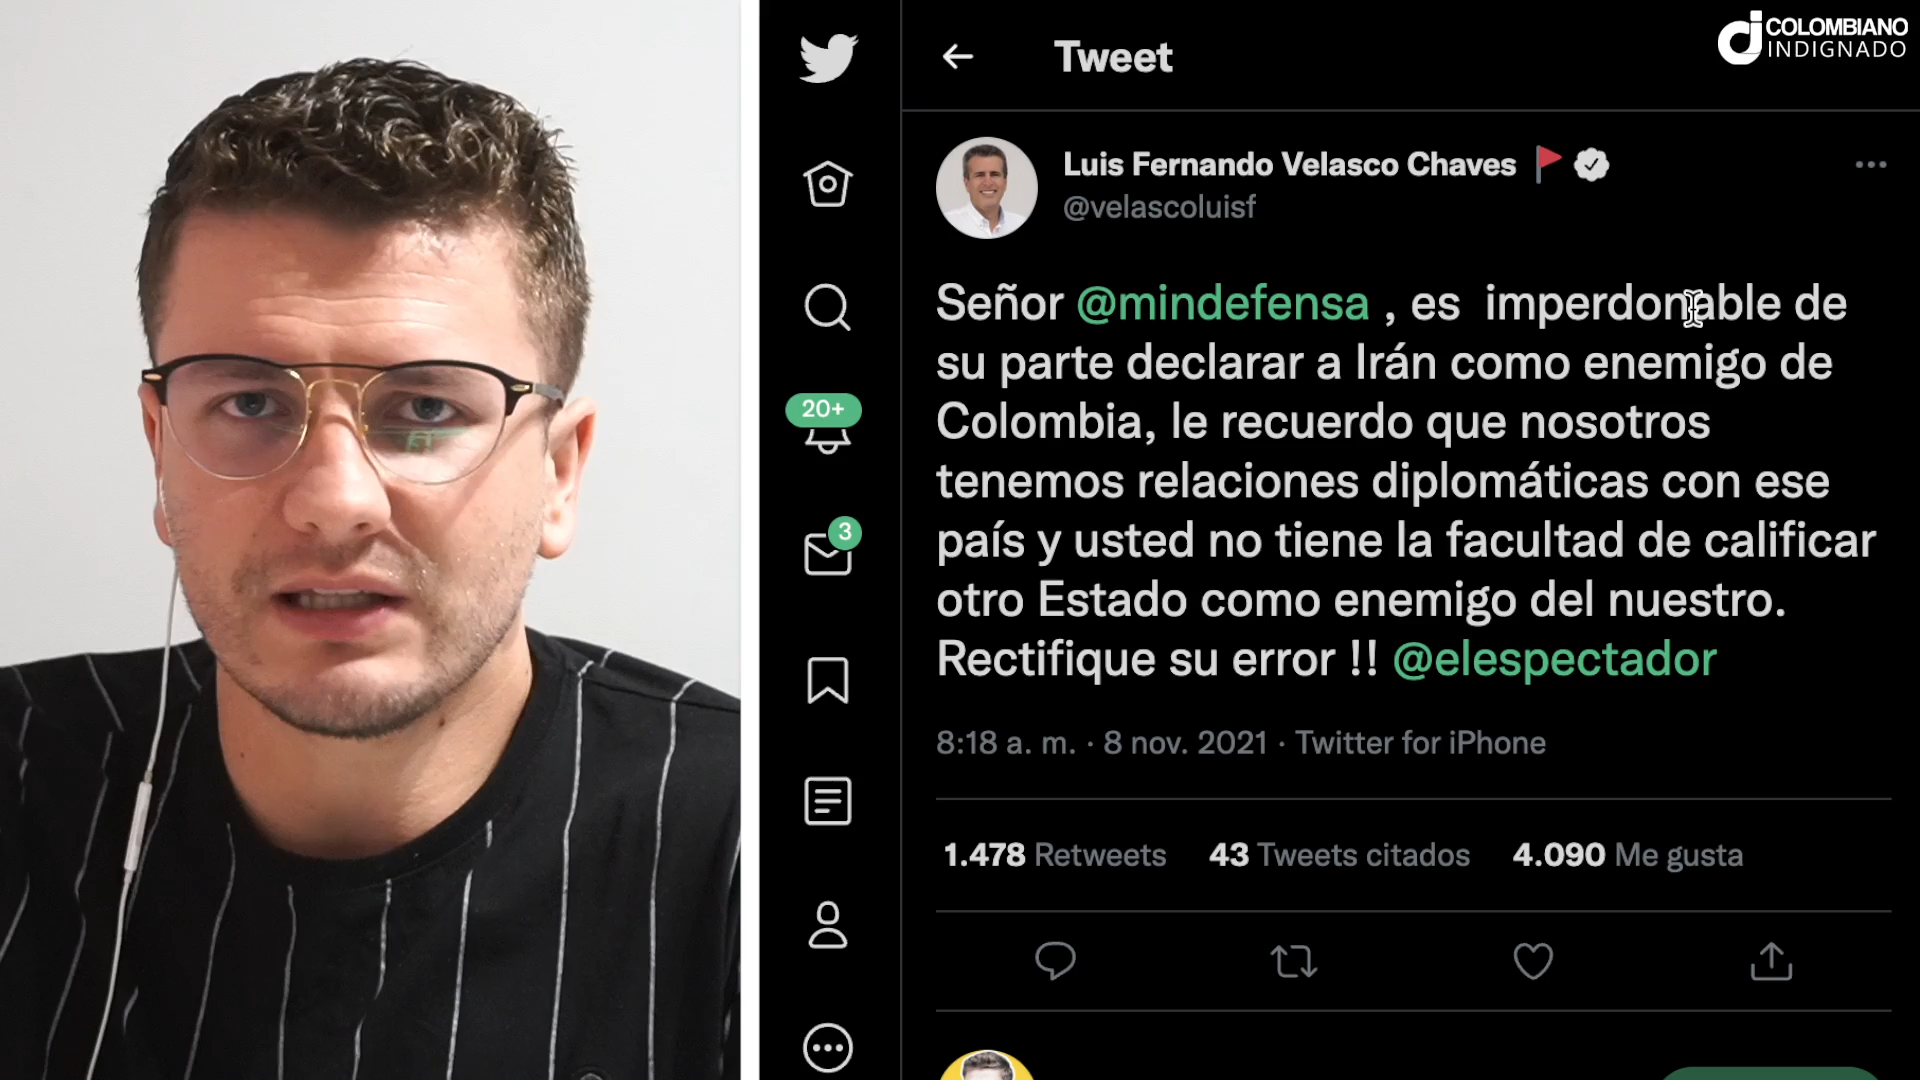 COLOMBIANO
INDIGNADO
Tweet
Luis Fernando Velasco Chaves
@velascoluisf
Señor @mindefensa , es  imperdonable de
su parte declarar a Irán como enemigo de
Colombia, le recuerdo que nosotros
tenemos relaciones diplomáticas con ese
país y usted no tiene la facultad de calificar
otro Estado como enemigo del nuestro.
Rectifique su error !! @elespectador
8:18 a. m. · 8 nov. 2021 · Twitter for iPhone
1.478 Retweets 43 Tweets citados 4.090 Me gusta
20+
3